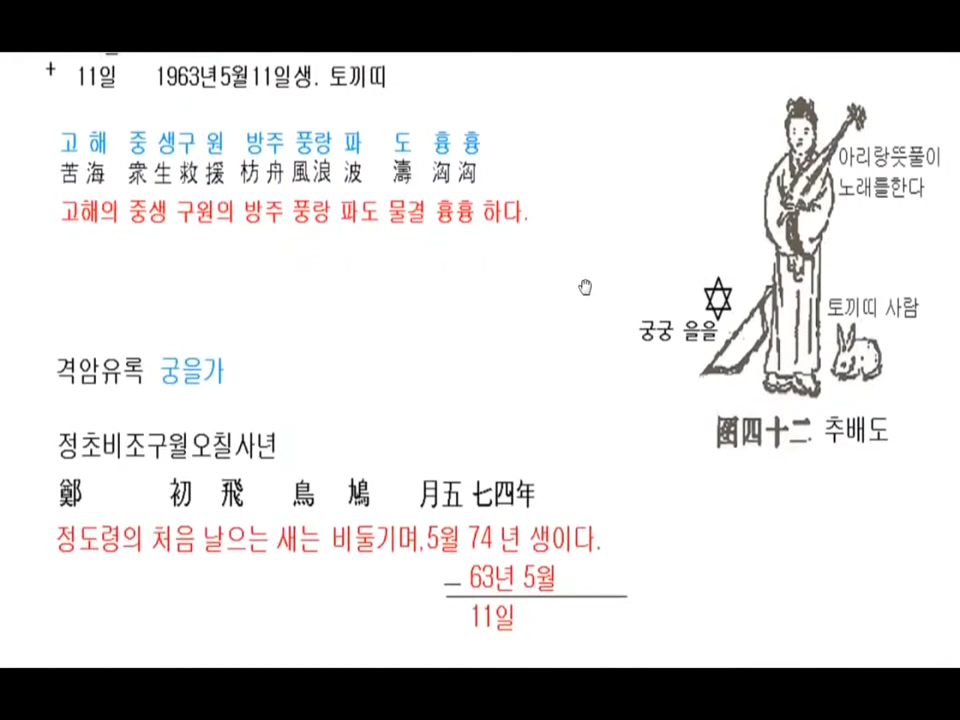 + 11일 1963년5월11일생. 토끼띠
고 해 중 생구 원 방주 풍랑 파 도 흉 흉
苦 海 衆 生 救 援 枋 舟 風 浪 波 濤 洶 洶
고해의 중생 구원의 방주 풍랑 파도 물결 흉흉 하다.
아리랑뜻풀이
노래를한다
토끼띠 사람
궁궁 을을
圖四十二 추배도
격암유록 궁을가
정초비조구월오칠사년
鄭 初 飛 鳥 鳩 月五 七四年
정도령의 처음 날으는 새는 비둘기며,5월 74 년 생이다.
— 63년 5월
11일